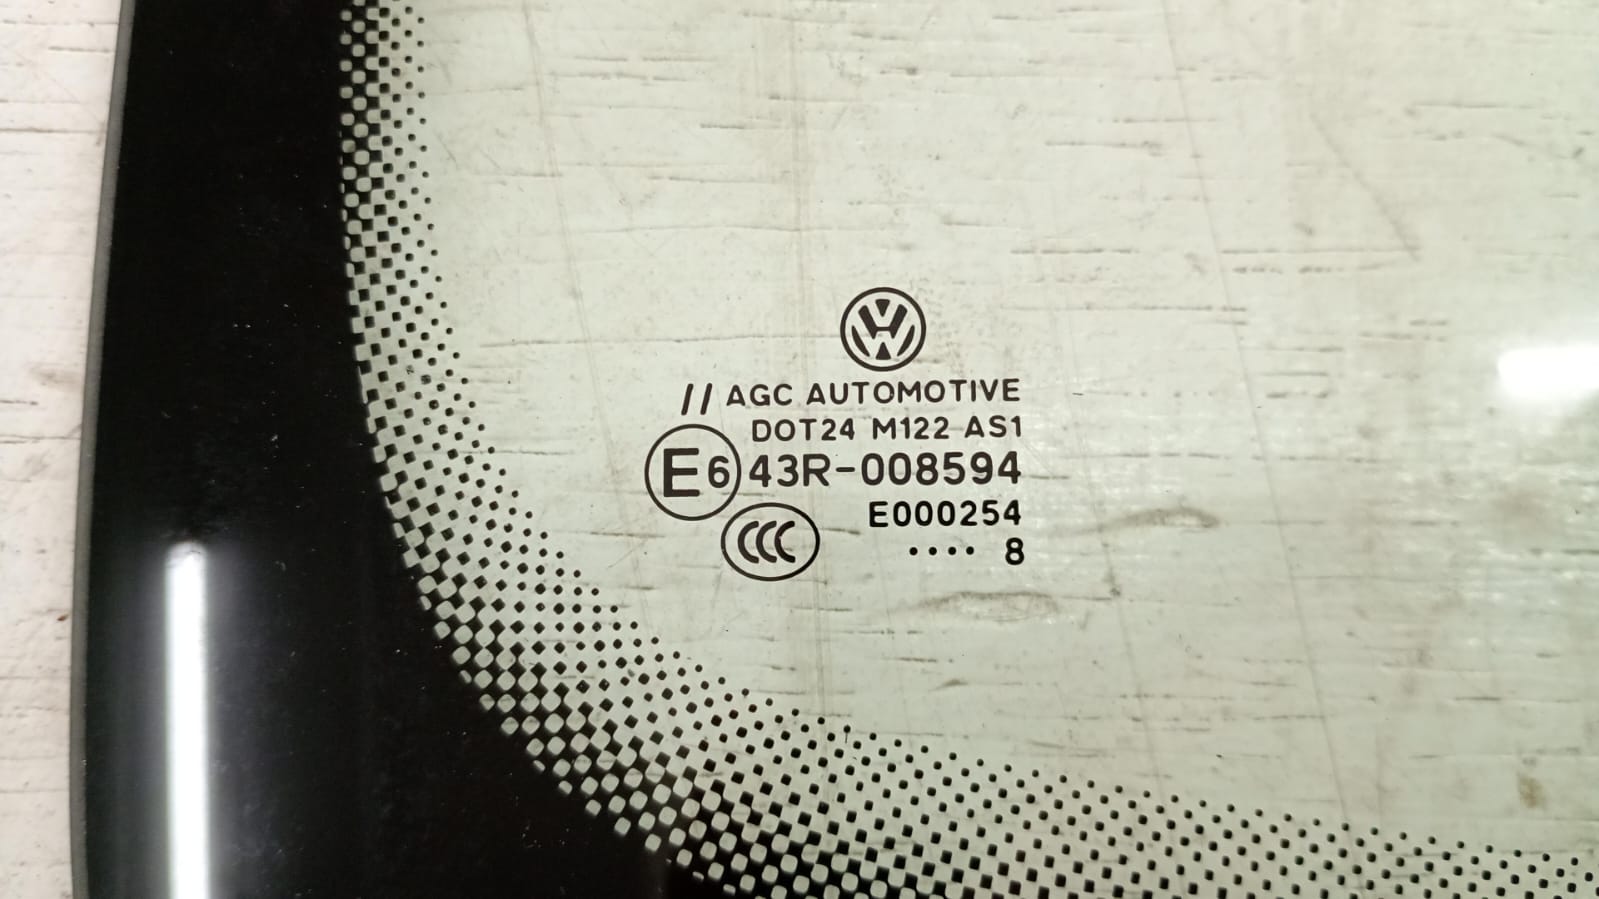 // AGC AUTOMOTIVE
DOT24 M122 AS1
E6 43R-008594
E000254
CCC
.... 8